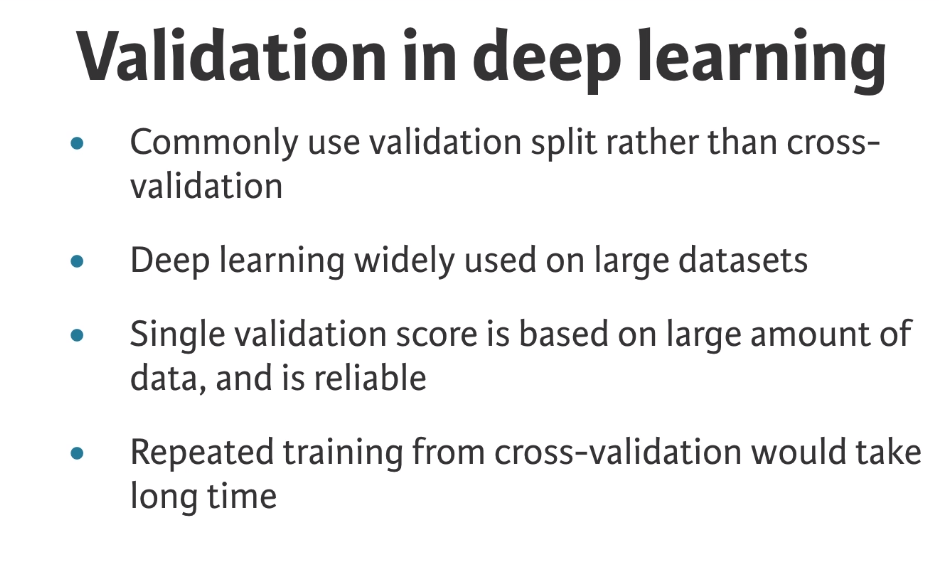 Validation in deep learning
• Commonly use validation split rather than cross-
validation
• Deep learning widely used on large datasets
• Single validation score is based on large amount of
data, and is reliable
• Repeated training from cross-validation would take
long time